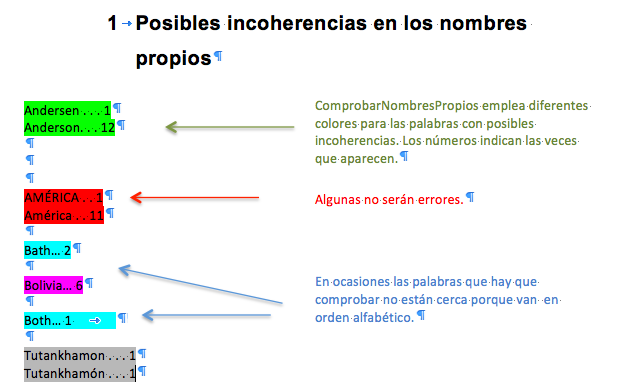 1 Posibles incoherencias en los nombres
propios
Andersen . . . 1
Anderson. . . 12
ComprobarNombresPropios emplea diferentes
colores para las palabras con posibles
incoherencias. Los números indican las veces
que aparecen.
AMÉRICA . . . 1
América . . 11
Algunas no serán errores.
Bath... 2
Bolivia... 6
Both... 1
En ocasiones las palabras que hay que
comprobar no están cerca porque van en
orden alfabético.
Tutankhamon . . . 1
Tutankhamón . . . 1